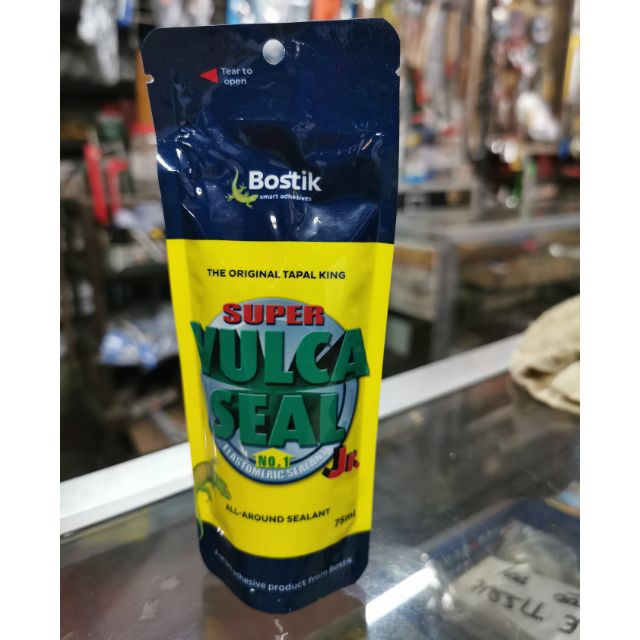 Tear to
open
Bostik
smart adhesives
THE ORIGINAL TAPAL KING
SUPER
VULCA
SEAL
NO. 1
ELASTOMERIC SEALANT
Jr.
ALL-AROUND SEALANT
75mL
adhesive product from Bostik